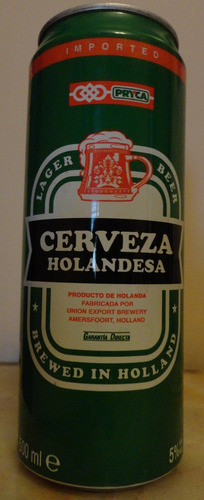 IMPORTED
PRYCA
LAGER BEER
CERVEZA
HOLANDESA
PRODUCTO DE HOLANDA
FABRICADA POR
UNION EXPORT BREWERY
AMERSFOORT, HOLLAND
GARANTIA DIRECTA
★ BREWED IN HOLLAND ★
500 ml e
5%